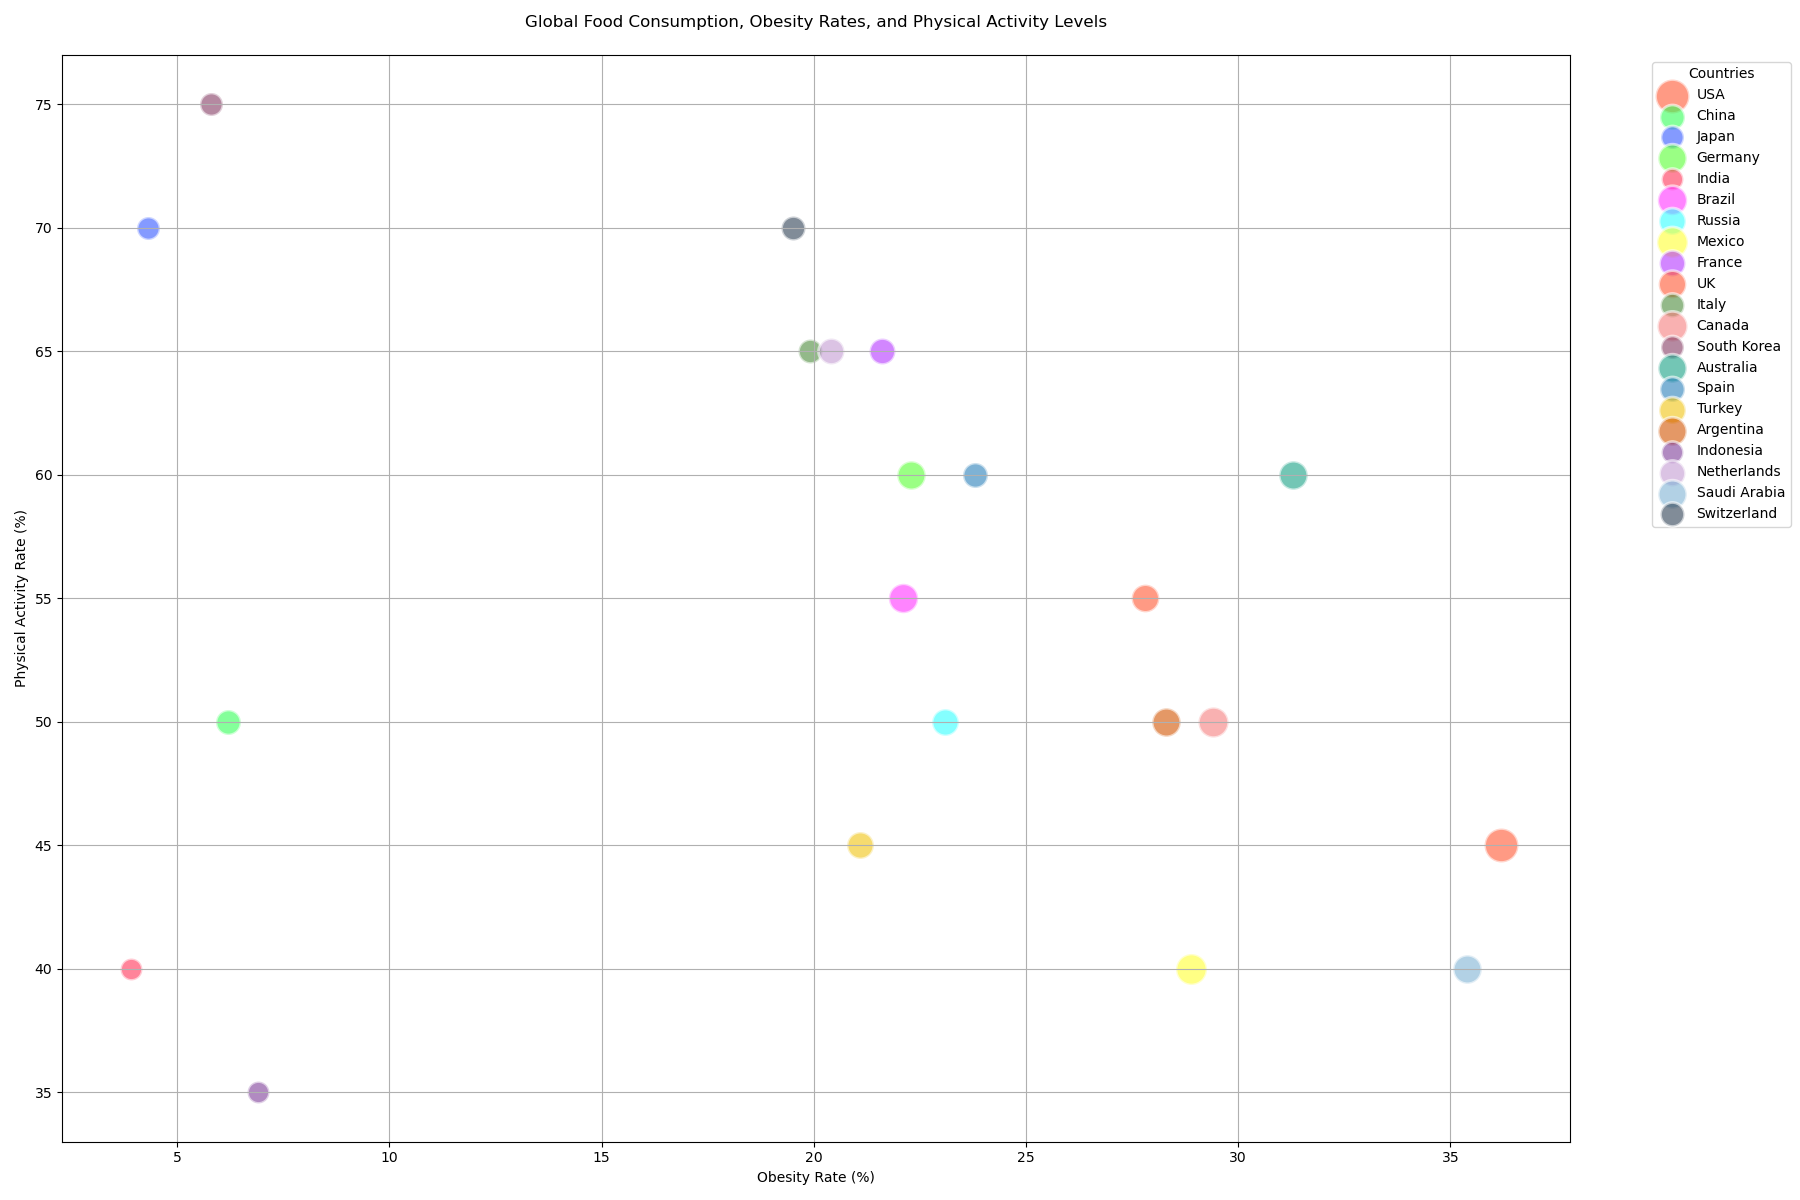 Global Food Consumption, Obesity Rates, and Physical Activity Levels
Countries
USA
China
Japan
Germany
India
Brazil
Russia
Mexico
France
UK
Italy
Canada
South Korea
Australia
Spain
Turkey
Argentina
Indonesia
Netherlands
Saudi Arabia
Switzerland
Physical Activity Rate (%)
75
70
65
60
55
50
45
40
35
5 10 15 20 25 30 35
Obesity Rate (%)